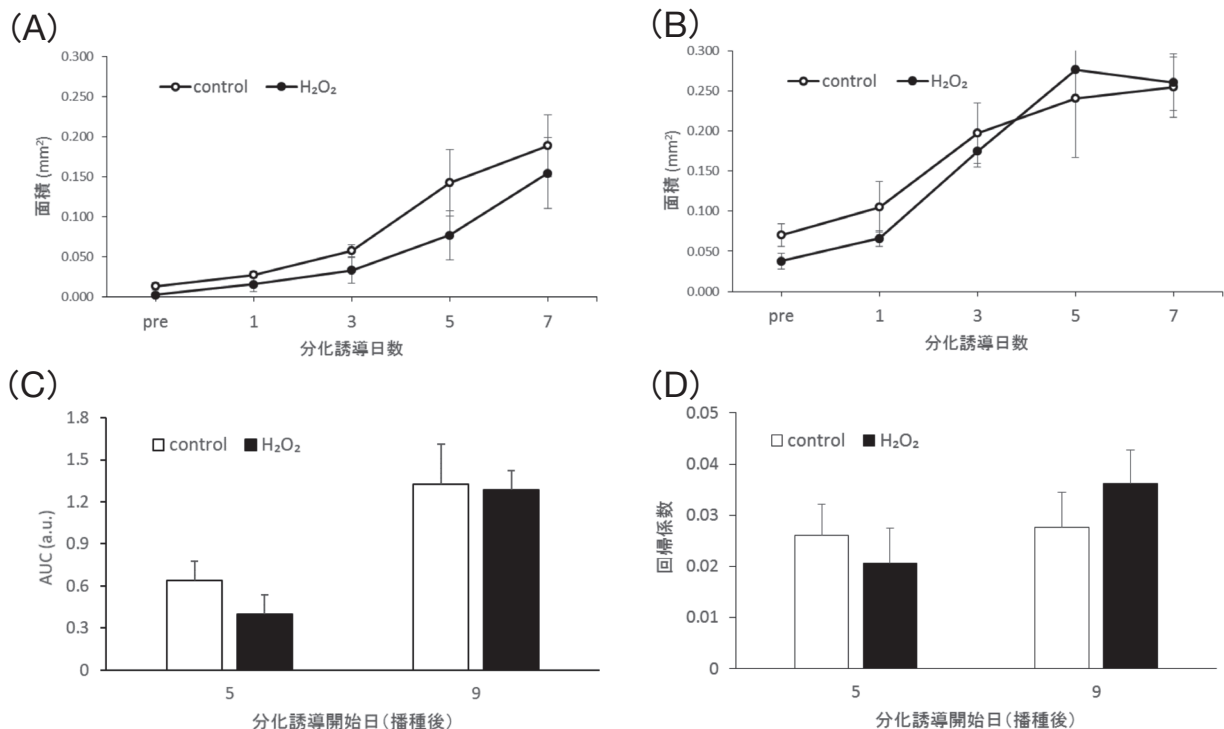 (A)
0.300
0.250
0.200
0.150
0.100
0.050
0.000
面積 (mm²)
control
H₂O₂
pre 1 3 5 7
分化誘導日数
(B)
0.300
0.250
0.200
0.150
0.100
0.050
0.000
面積 (mm²)
control
H₂O₂
pre 1 3 5 7
分化誘導日数
(C)
1.8
1.5
1.2
0.9
0.6
0.3
0
AUC (a.u.)
control
H₂O₂
5 9
分化誘導開始日(播種後)
(D)
0.05
0.04
0.03
0.02
0.01
0
回帰係数
control
H₂O₂
5 9
分化誘導開始日(播種後)